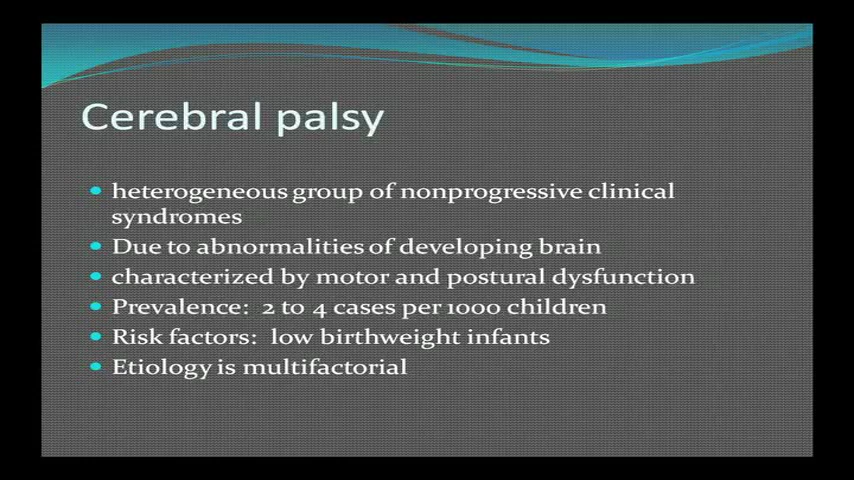 Cerebral palsy
heterogeneous group of nonprogressive clinical
syndromes
Due to abnormalities of developing brain
characterized by motor and postural dysfunction
Prevalence: 2 to 4 cases per 1000 children
Risk factors: low birthweight infants
Etiology is multifactorial